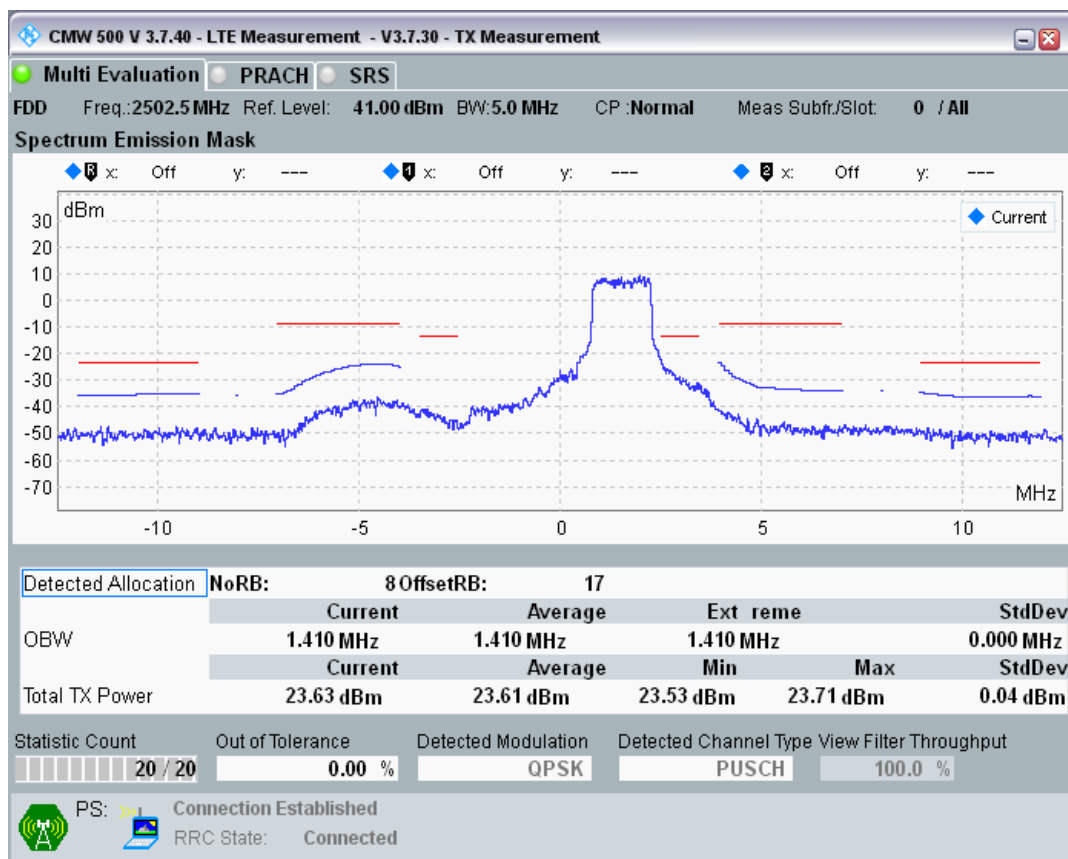 CMW 500 V 3.7.40 - LTE Measurement - V3.7.30 - TX Measurement
Multi Evaluation PRACH SRS
FDD Freq.:2502.5 MHz Ref. Level: 41.00 dBm BW:5.0 MHz CP :Normal Meas Subfr./Slot: 0 / All
Spectrum Emission Mask
R x: Off y: --- 1 x: Off y: --- 2 x: Off y: ---
dBm
Current
30
20
10
0
-10
-20
-30
-40
-50
-60
-70
MHz
-10 -5 0 5 10
Detected Allocation NoRB: 8 OffsetRB: 17
Current Average Ext reme StdDev
OBW 1.410 MHz 1.410 MHz 1.410 MHz 0.000 MHz
Current Average Min Max StdDev
Total TX Power 23.63 dBm 23.61 dBm 23.53 dBm 23.71 dBm 0.04 dBm
Statistic Count Out of Tolerance Detected Modulation Detected Channel Type View Filter Throughput
20 / 20 0.00 % QPSK PUSCH 100.0 %
PS: Connection Established
RRC State: Connected